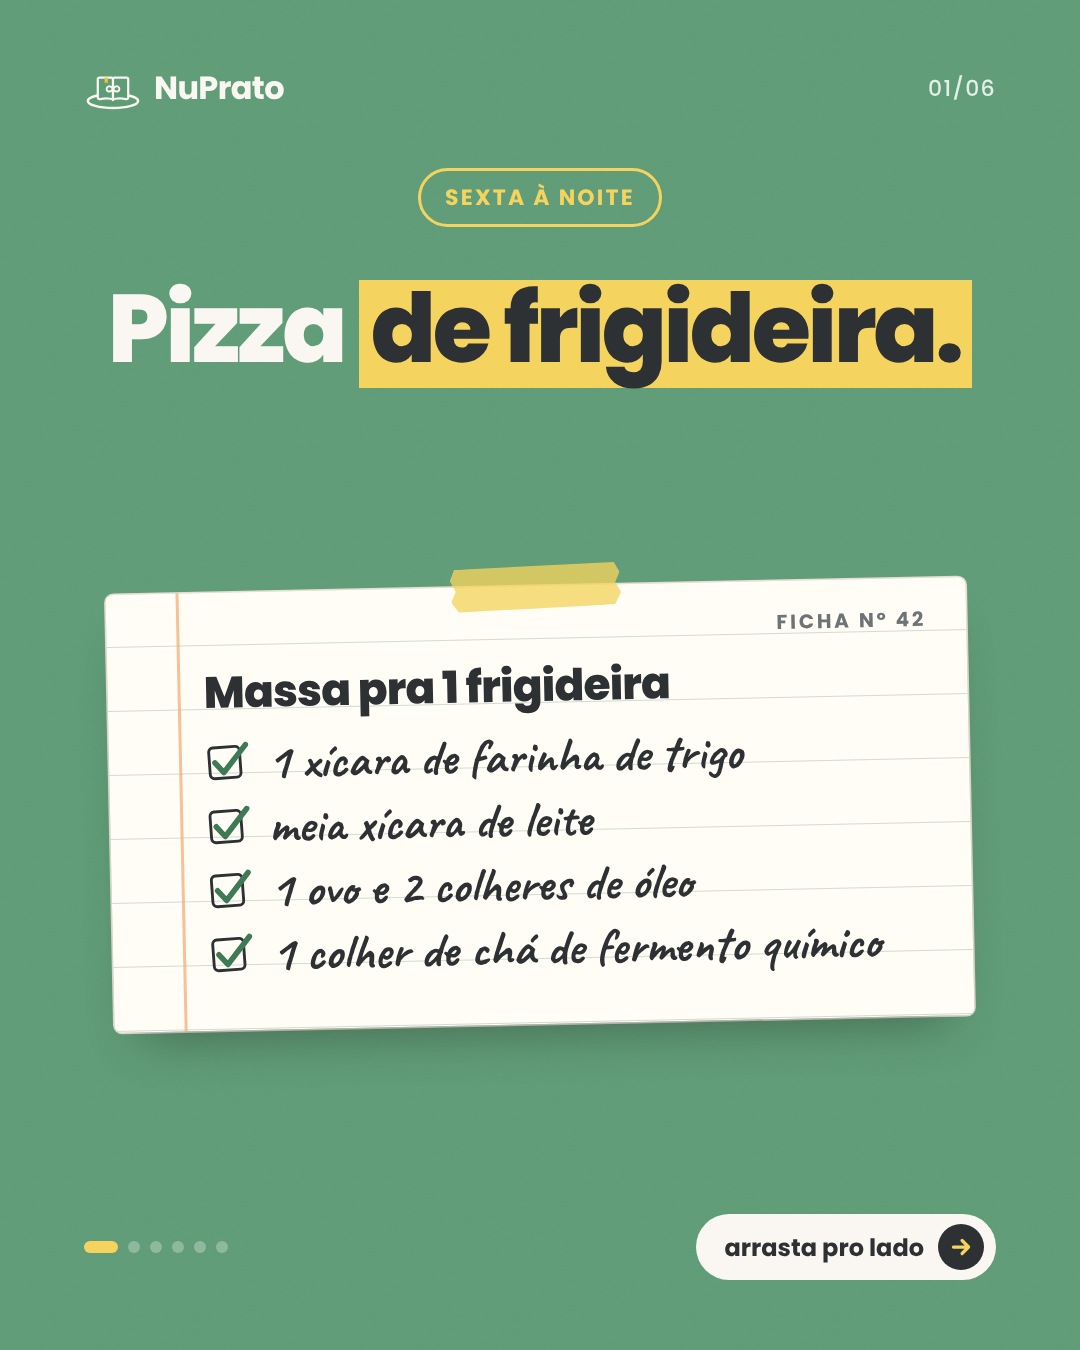 NuPrato
01/06
SEXTA À NOITE
Pizza de frigideira.
FICHA Nº 42
Massa pra 1 frigideira
1 xícara de farinha de trigo
meia xícara de leite
1 ovo e 2 colheres de óleo
1 colher de chá de fermento químico
arrasta pro lado